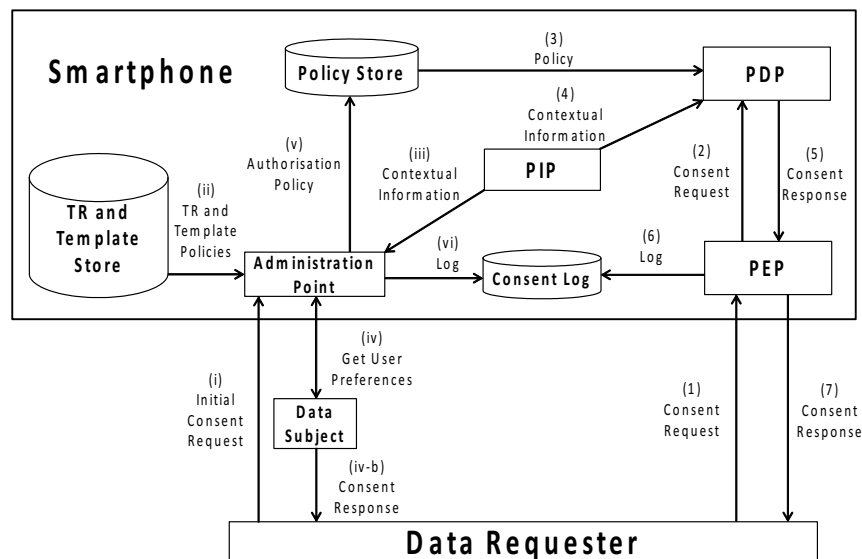 Smartphone
Policy Store
(3)
Policy
PDP
(4)
Contextual
Information
(v)
Authorisation
Policy
(iii)
Contextual
Information
PIP
(2)
Consent
Request
(5)
Consent
Response
TR and
Template
Store
(ii)
TR and
Template
Policies
Administration
Point
(vi)
Log
Consent Log
(6)
Log
PEP
(i)
Initial
Consent
Request
(iv)
Get User
Preferences
Data
Subject
(iv-b)
Consent
Response
(1)
Consent
Request
(7)
Consent
Response
Data Requester